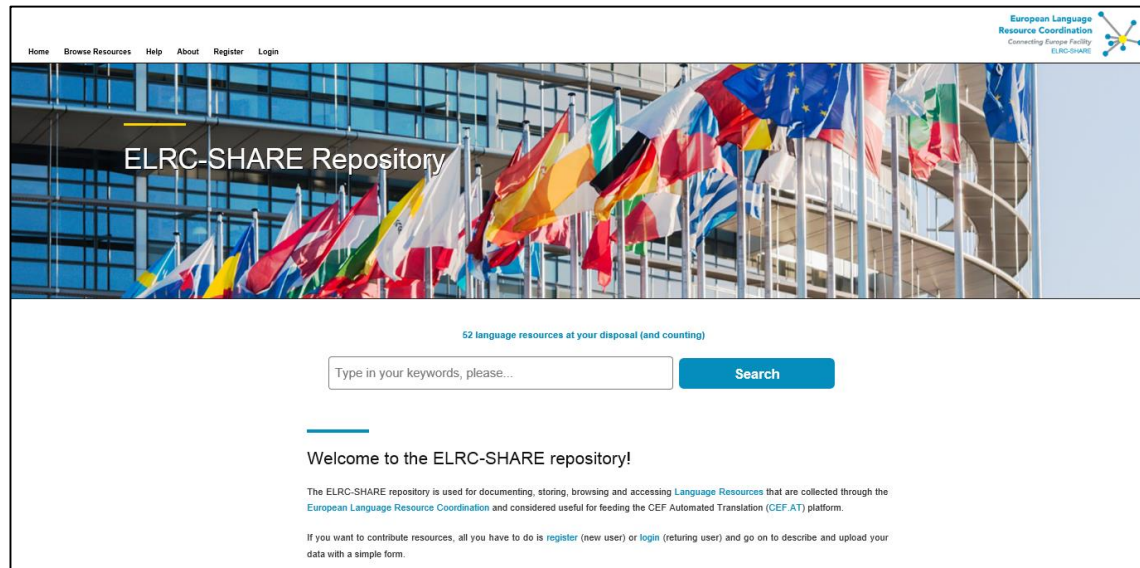 European Language
Resource Coordination
Connecting Europe Facility
ELRC-SHARE
Home Browse Resources Help About Register Login
ELRC-SHARE Repository
52 language resources at your disposal (and counting)
Type in your keywords, please... Search
Welcome to the ELRC-SHARE repository!
The ELRC-SHARE repository is used for documenting, storing, browsing and accessing Language Resources that are collected through the
European Language Resource Coordination and considered useful for feeding the CEF Automated Translation (CEF.AT) platform.
If you want to contribute resources, all you have to do is register (new user) or login (returing user) and go on to describe and upload your
data with a simple form.